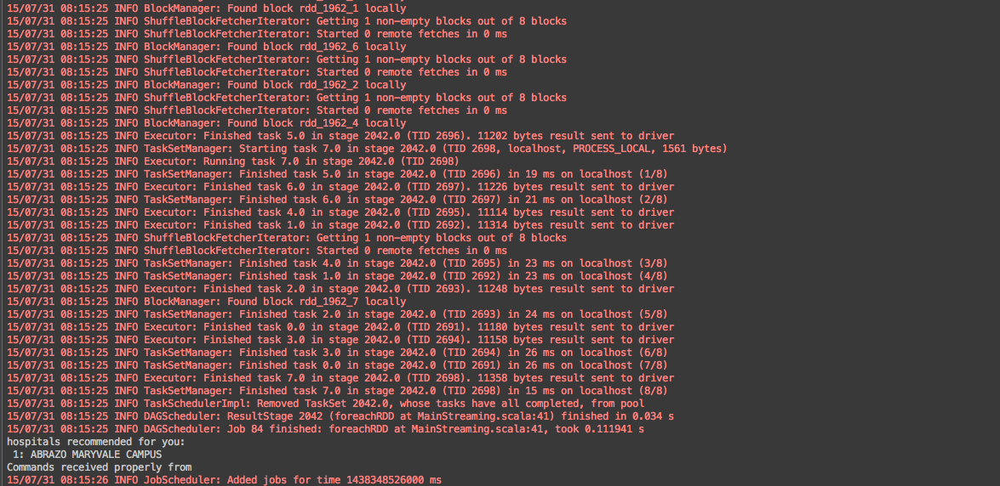 15/07/31 08:15:25 INFO BlockManager: Found block rdd_1962_1 locally
15/07/31 08:15:25 INFO ShuffleBlockFetcherIterator: Getting 1 non-empty blocks out of 8 blocks
15/07/31 08:15:25 INFO ShuffleBlockFetcherIterator: Started 0 remote fetches in 0 ms
15/07/31 08:15:25 INFO BlockManager: Found block rdd_1962_6 locally
15/07/31 08:15:25 INFO ShuffleBlockFetcherIterator: Getting 1 non-empty blocks out of 8 blocks
15/07/31 08:15:25 INFO ShuffleBlockFetcherIterator: Started 0 remote fetches in 0 ms
15/07/31 08:15:25 INFO BlockManager: Found block rdd_1962_2 locally
15/07/31 08:15:25 INFO ShuffleBlockFetcherIterator: Getting 1 non-empty blocks out of 8 blocks
15/07/31 08:15:25 INFO ShuffleBlockFetcherIterator: Started 0 remote fetches in 0 ms
15/07/31 08:15:25 INFO BlockManager: Found block rdd_1962_4 locally
15/07/31 08:15:25 INFO Executor: Finished task 5.0 in stage 2042.0 (TID 2696). 11202 bytes result sent to driver
15/07/31 08:15:25 INFO TaskSetManager: Starting task 7.0 in stage 2042.0 (TID 2698, localhost, PROCESS_LOCAL, 1561 bytes)
15/07/31 08:15:25 INFO Executor: Running task 7.0 in stage 2042.0 (TID 2698)
15/07/31 08:15:25 INFO TaskSetManager: Finished task 5.0 in stage 2042.0 (TID 2696) in 19 ms on localhost (1/8)
15/07/31 08:15:25 INFO Executor: Finished task 6.0 in stage 2042.0 (TID 2697). 11226 bytes result sent to driver
15/07/31 08:15:25 INFO TaskSetManager: Finished task 6.0 in stage 2042.0 (TID 2697) in 21 ms on localhost (2/8)
15/07/31 08:15:25 INFO Executor: Finished task 4.0 in stage 2042.0 (TID 2695). 11114 bytes result sent to driver
15/07/31 08:15:25 INFO Executor: Finished task 1.0 in stage 2042.0 (TID 2692). 11314 bytes result sent to driver
15/07/31 08:15:25 INFO ShuffleBlockFetcherIterator: Getting 1 non-empty blocks out of 8 blocks
15/07/31 08:15:25 INFO ShuffleBlockFetcherIterator: Started 0 remote fetches in 0 ms
15/07/31 08:15:25 INFO TaskSetManager: Finished task 4.0 in stage 2042.0 (TID 2695) in 23 ms on localhost (3/8)
15/07/31 08:15:25 INFO TaskSetManager: Finished task 1.0 in stage 2042.0 (TID 2692) in 23 ms on localhost (4/8)
15/07/31 08:15:25 INFO Executor: Finished task 2.0 in stage 2042.0 (TID 2693). 11248 bytes result sent to driver
15/07/31 08:15:25 INFO BlockManager: Found block rdd_1962_7 locally
15/07/31 08:15:25 INFO TaskSetManager: Finished task 2.0 in stage 2042.0 (TID 2693) in 24 ms on localhost (5/8)
15/07/31 08:15:25 INFO Executor: Finished task 0.0 in stage 2042.0 (TID 2691). 11180 bytes result sent to driver
15/07/31 08:15:25 INFO Executor: Finished task 3.0 in stage 2042.0 (TID 2694). 11158 bytes result sent to driver
15/07/31 08:15:25 INFO TaskSetManager: Finished task 3.0 in stage 2042.0 (TID 2694) in 26 ms on localhost (6/8)
15/07/31 08:15:25 INFO TaskSetManager: Finished task 0.0 in stage 2042.0 (TID 2691) in 26 ms on localhost (7/8)
15/07/31 08:15:25 INFO Executor: Finished task 7.0 in stage 2042.0 (TID 2698). 11358 bytes result sent to driver
15/07/31 08:15:25 INFO TaskSetManager: Finished task 7.0 in stage 2042.0 (TID 2698) in 15 ms on localhost (8/8)
15/07/31 08:15:25 INFO TaskSchedulerImpl: Removed TaskSet 2042.0, whose tasks have all completed, from pool
15/07/31 08:15:25 INFO DAGScheduler: ResultStage 2042 (foreachRDD at MainStreaming.scala:41) finished in 0.034 s
15/07/31 08:15:25 INFO DAGScheduler: Job 84 finished: foreachRDD at MainStreaming.scala:41, took 0.111941 s
hospitals recommended for you:
1: ABRAZO MARYVALE CAMPUS
Commands received properly from
15/07/31 08:15:26 INFO JobScheduler: Added jobs for time 1438348526000 ms